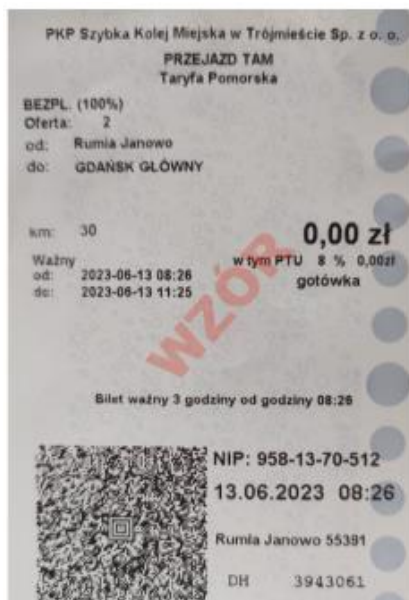 PKP Szybka Kolej Miejska w Trójmieście Sp. z o. o.
PRZEJAZD TAM
Taryfa Pomorska
BEZPŁ. (100%)
Oferta: 2
od: Rumia Janowo
do: GDAŃSK GŁÓWNY
km: 30 0,00 zł
Ważny w tym PTU 8 % 0,00zł
od: 2023-06-13 08:26 gotówka
do: 2023-06-13 11:25
WZÓR
Bilet ważny 3 godziny od godziny 08:26
NIP: 958-13-70-512
13.06.2023 08:26
Rumia Janowo 55391
DH 3943061